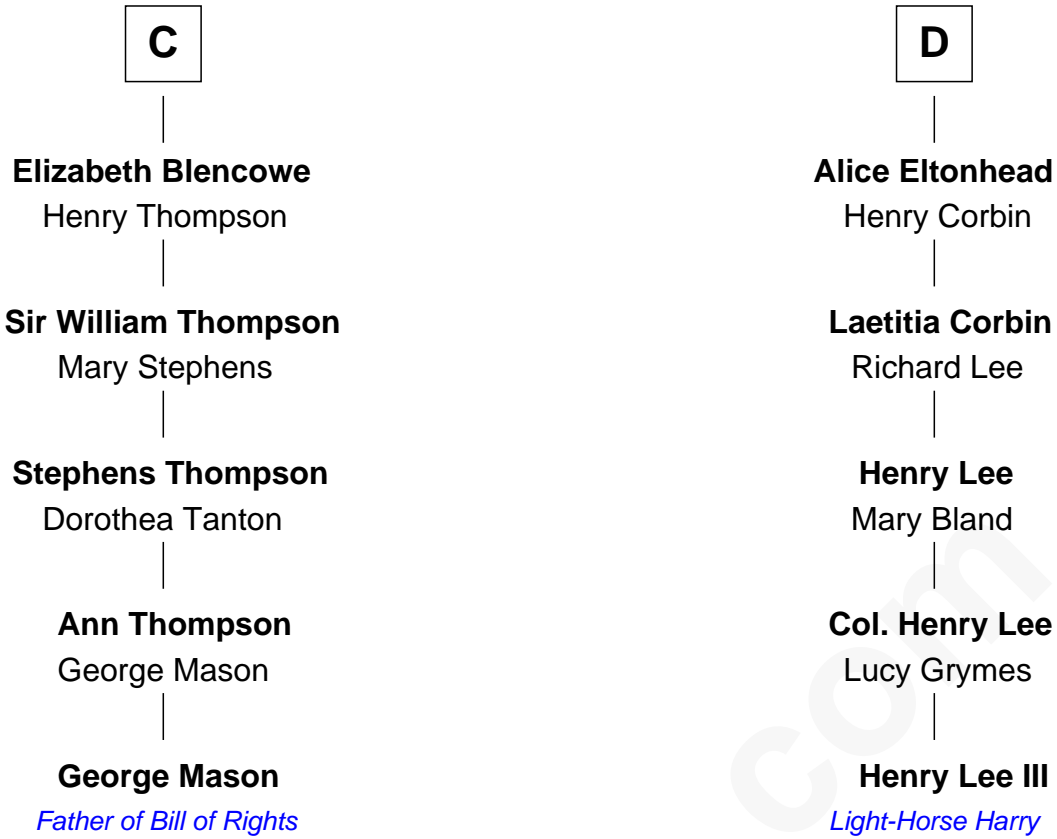 C
Elizabeth Blencowe
Henry Thompson
Sir William Thompson
Mary Stephens
Stephens Thompson
Dorothea Tanton
Ann Thompson
George Mason
George Mason
Father of Bill of Rights
D
Alice Eltonhead
Henry Corbin
Laetitia Corbin
Richard Lee
Henry Lee
Mary Bland
Col. Henry Lee
Lucy Grymes
Henry Lee III
Light-Horse Harry
com